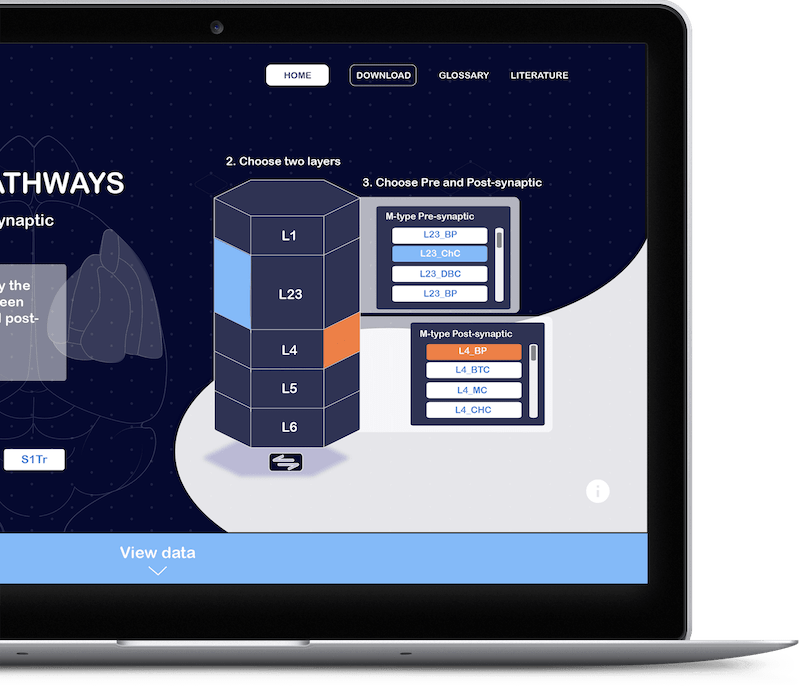 HOME
DOWNLOAD
GLOSSARY
LITERATURE
2. Choose two layers
3. Choose Pre and Post-synaptic
M-type Pre-synaptic
L23_BP
L23_ChC
L23_DBC
L23_BP
L1
L23
L4
L5
L6
M-type Post-synaptic
L4_BP
L4_BTC
L4_MC
L4_CHC
ATHWAYS
ynaptic
y the
een
l post-
S1Tr
View data